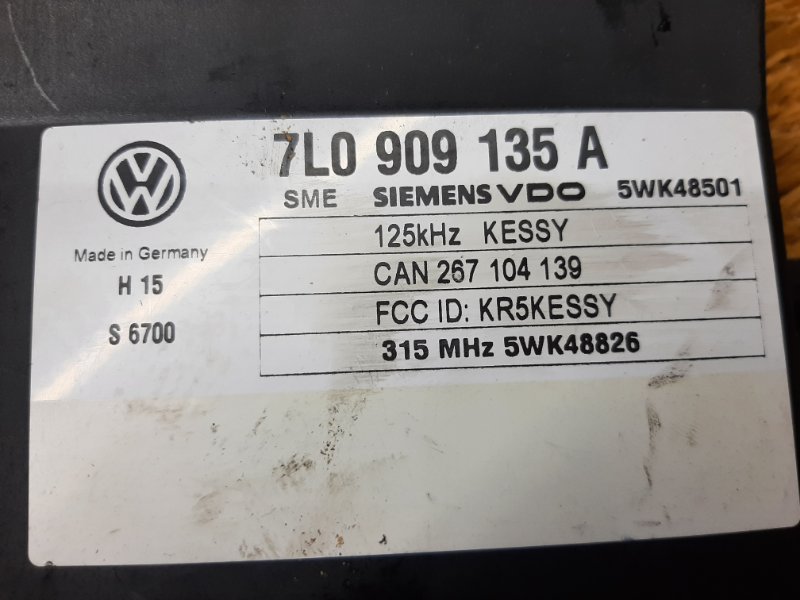 7L0 909 135 A
SME SIEMENS VDO 5WK48501
Made in Germany
H 15
S 6700
125kHz KESSY
CAN 267 104 139
FCC ID: KR5KESSY
315 MHz 5WK48826